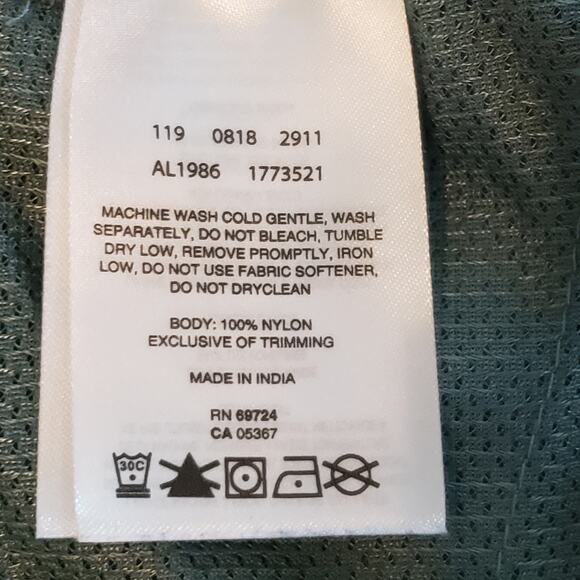 119 0818 2911
AL1986 1773521
MACHINE WASH COLD GENTLE, WASH
SEPARATELY, DO NOT BLEACH, TUMBLE
DRY LOW, REMOVE PROMPTLY, IRON
LOW, DO NOT USE FABRIC SOFTENER,
DO NOT DRYCLEAN
BODY: 100% NYLON
EXCLUSIVE OF TRIMMING
MADE IN INDIA
RN 69724
CA 05367
30C